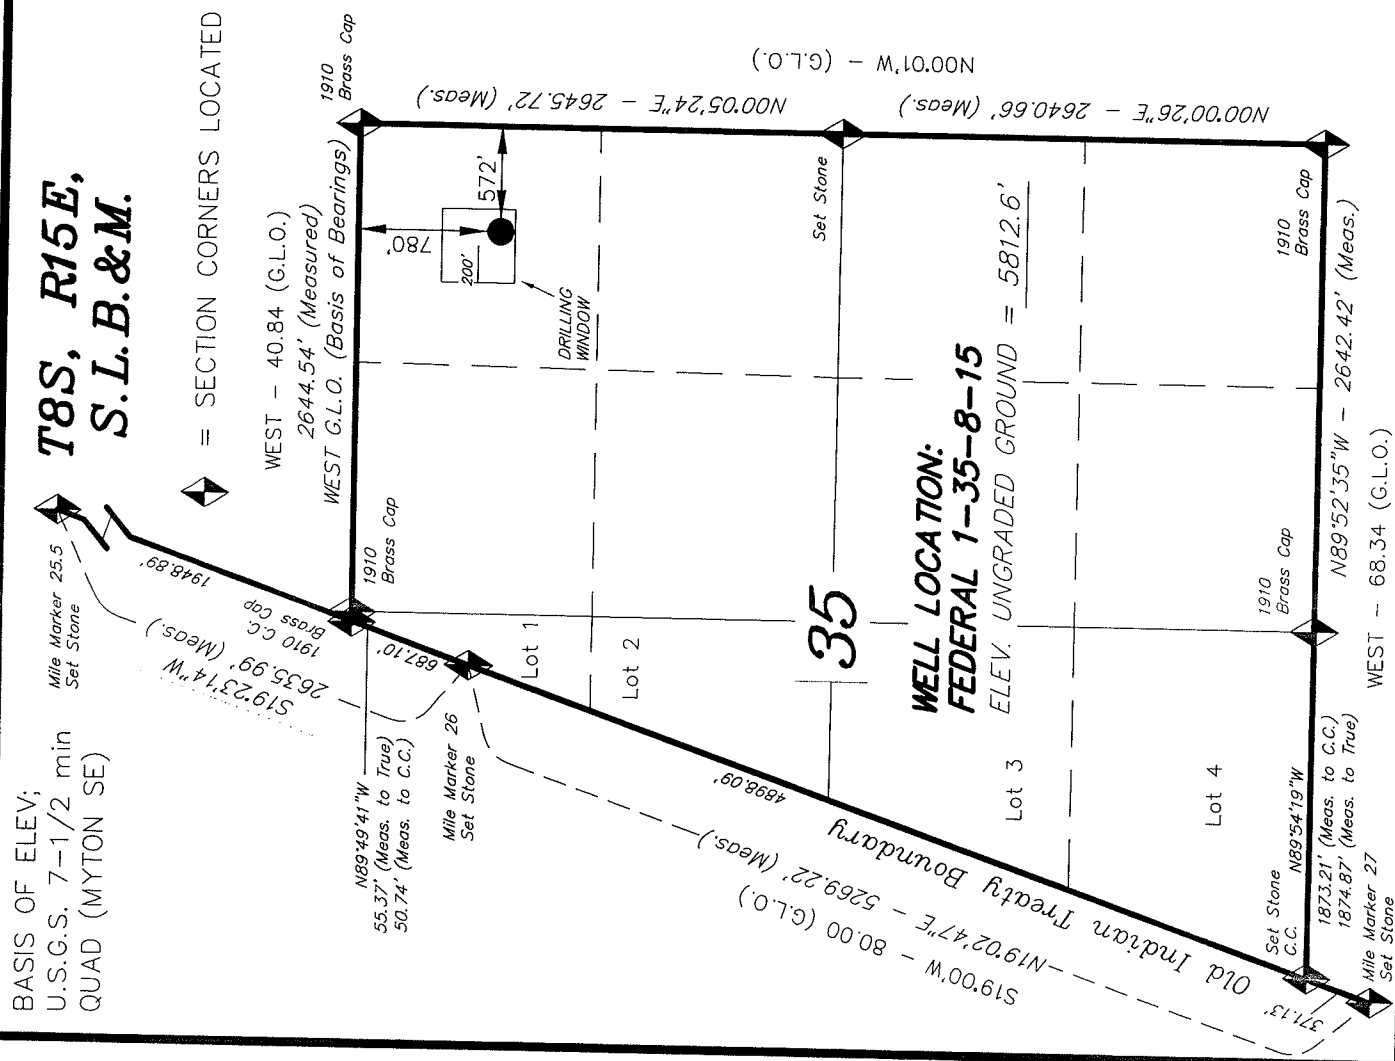 T8S, R15E,
S.L.B.&M.
BASIS OF ELEV;
U.S.G.S. 7-1/2 min
QUAD (MYTON SE)
= SECTION CORNERS LOCATED
Mile Marker 25.5
Set Stone
1948.89'
S19°23'14"W
2635.99' (Meas.)
1910 C.C.
Brass Cap
687.10'
WEST - 40.84 (G.L.O.)
2644.54' (Measured)
WEST G.L.O. (Basis of Bearings)
1910
Brass Cap
1910
Brass Cap
N89°49'41"W
55.37' (Meas. to True)
50.74' (Meas. to C.C.)
Mile Marker 26
Set Stone
780'
572'
200'
DRILLING
WINDOW
N00°05'24"E - 2645.72' (Meas.)
N00°01'W - (G.L.O.)
N00°00'26"E - 2640.66' (Meas.)
Set Stone
Lot 1
Lot 2
35
Lot 3
Lot 4
WELL LOCATION:
FEDERAL 1-35-8-15
ELEV. UNGRADED GROUND = 5812.6'
4898.09'
Old Indian Treaty Boundary
N19°02'47"E - 5269.22' (Meas.)
S19°00'W - 80.00 (G.L.O.)
371.13'
Set Stone
C.C.
N89°54'19"W
1873.21' (Meas. to C.C.)
1874.87' (Meas. to True)
Mile Marker 27
Set Stone
1910
Brass Cap
1910
Brass Cap
N89°52'35"W - 2642.42' (Meas.)
WEST - 68.34 (G.L.O.)